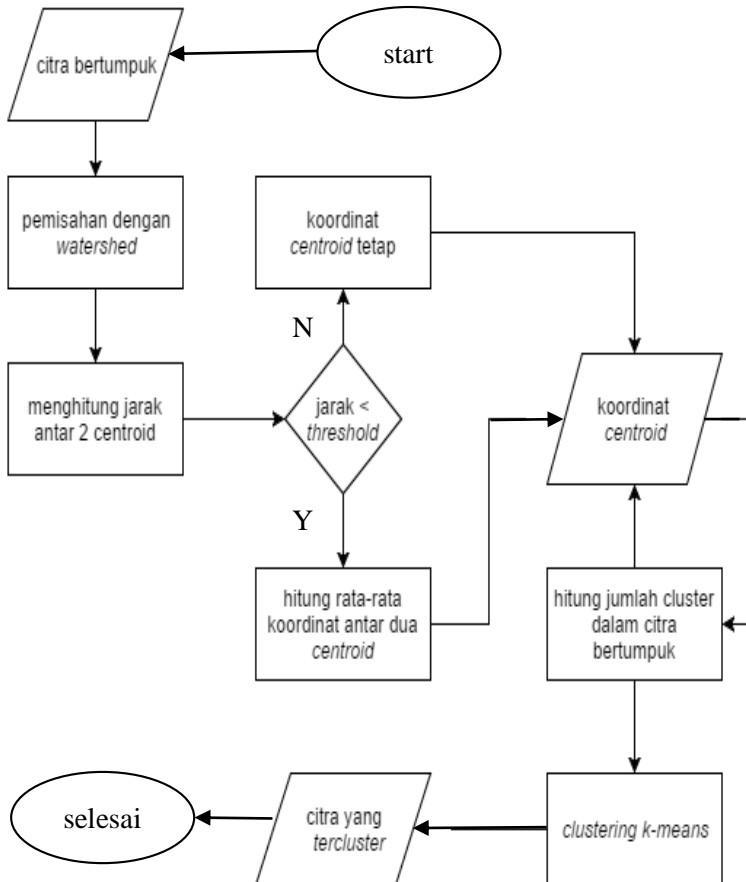 start
citra bertumpuk
pemisahan dengan
watershed
menghitung jarak
antar 2 centroid
jarak <
threshold
N
koordinat
centroid tetap
Y
hitung rata-rata
koordinat antar dua
centroid
koordinat
centroid
hitung jumlah cluster
dalam citra
bertumpuk
clustering k-means
citra yang
tercluster
selesai